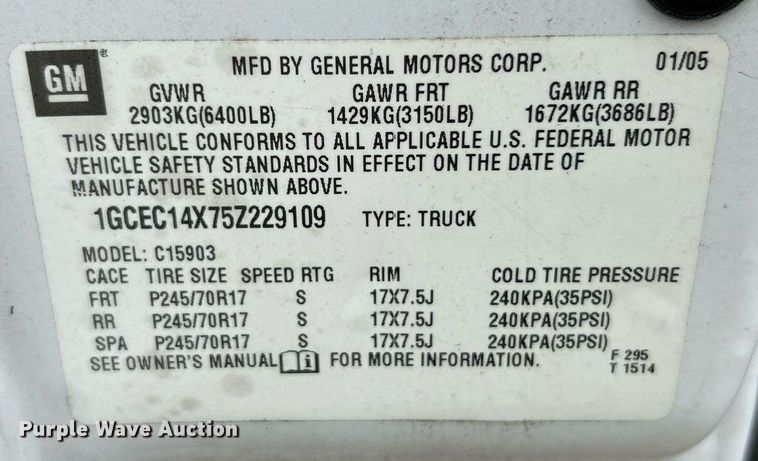 GM ®
MFD BY GENERAL MOTORS CORP. 01/05
GVWR GAWR FRT GAWR RR
2903KG(6400LB) 1429KG(3150LB) 1672KG(3686LB)
THIS VEHICLE CONFORMS TO ALL APPLICABLE U.S. FEDERAL MOTOR
VEHICLE SAFETY STANDARDS IN EFFECT ON THE DATE OF
MANUFACTURE SHOWN ABOVE.
1GCEC14X75Z229109 TYPE: TRUCK
MODEL: C15903
CACE TIRE SIZE SPEED RTG RIM COLD TIRE PRESSURE
FRT P245/70R17 S 17X7.5J 240KPA(35PSI)
RR P245/70R17 S 17X7.5J 240KPA(35PSI)
SPA P245/70R17 S 17X7.5J 240KPA(35PSI)
SEE OWNER'S MANUAL i FOR MORE INFORMATION.
F 295
T 1514
Purple Wave Auction